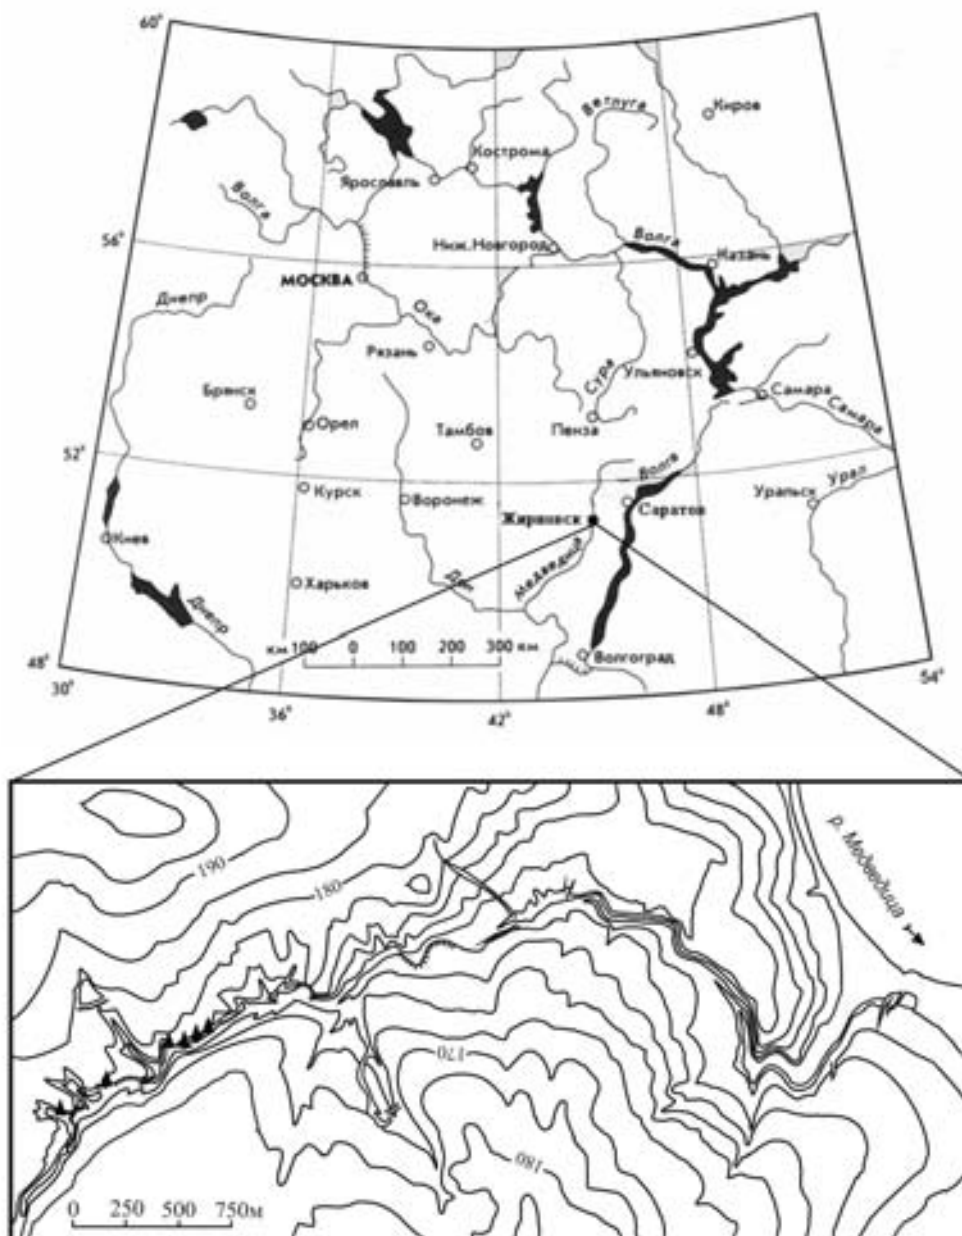 60°
Ветлуга
Киров
Кострома
Ярославль
Волга
56°
Ниж.Новгород
Волга
Казань
МОСКВА
Днепр
Ока
Рязань
Ульяновск
Сура
Брянск
Самара
Самара
Орел
Тамбов
Пенза
52°
Волга
Курск
Воронеж
Саратов
Уральск
Урал
Жирновск
Киев
Медведица
Харьков
Дон
Днепр
км 100 0 100 200 300 км
Волгоград
48°
30°
54°
36°
42°
48°
р. Медведица
190
180
170
180
0 250 500 750м